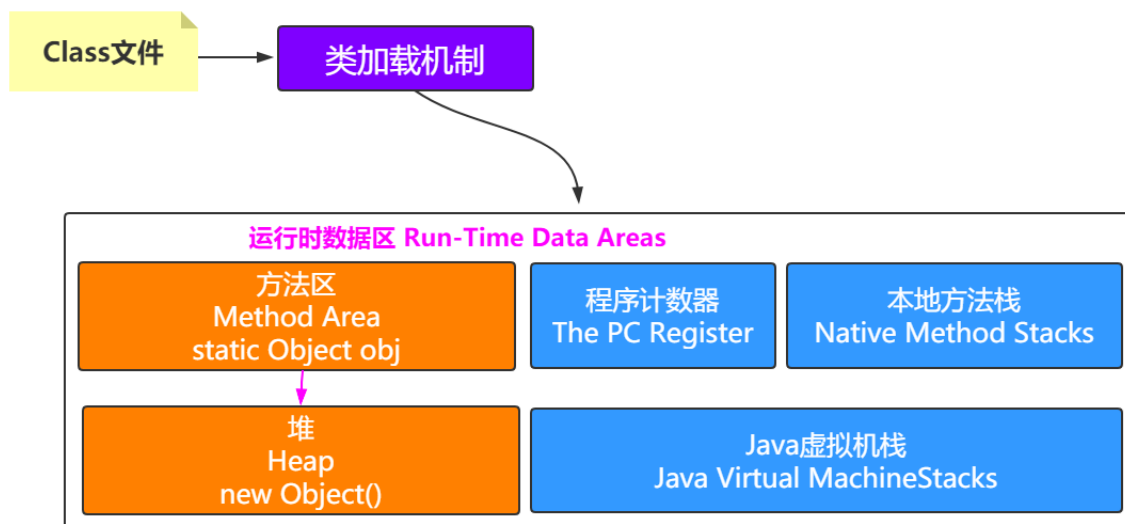 Class文件
类加载机制
运行时数据区 Run-Time Data Areas
方法区
Method Area
static Object obj
程序计数器
The PC Register
本地方法栈
Native Method Stacks
堆
Heap
new Object()
Java虚拟机栈
Java Virtual MachineStacks